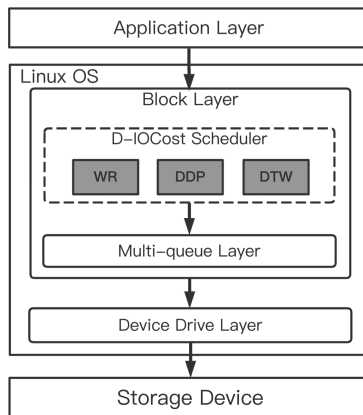 Application Layer
Linux OS
Block Layer
D-IOCost Scheduler
WR DDP DTW
Multi-queue Layer
Device Drive Layer
Storage Device